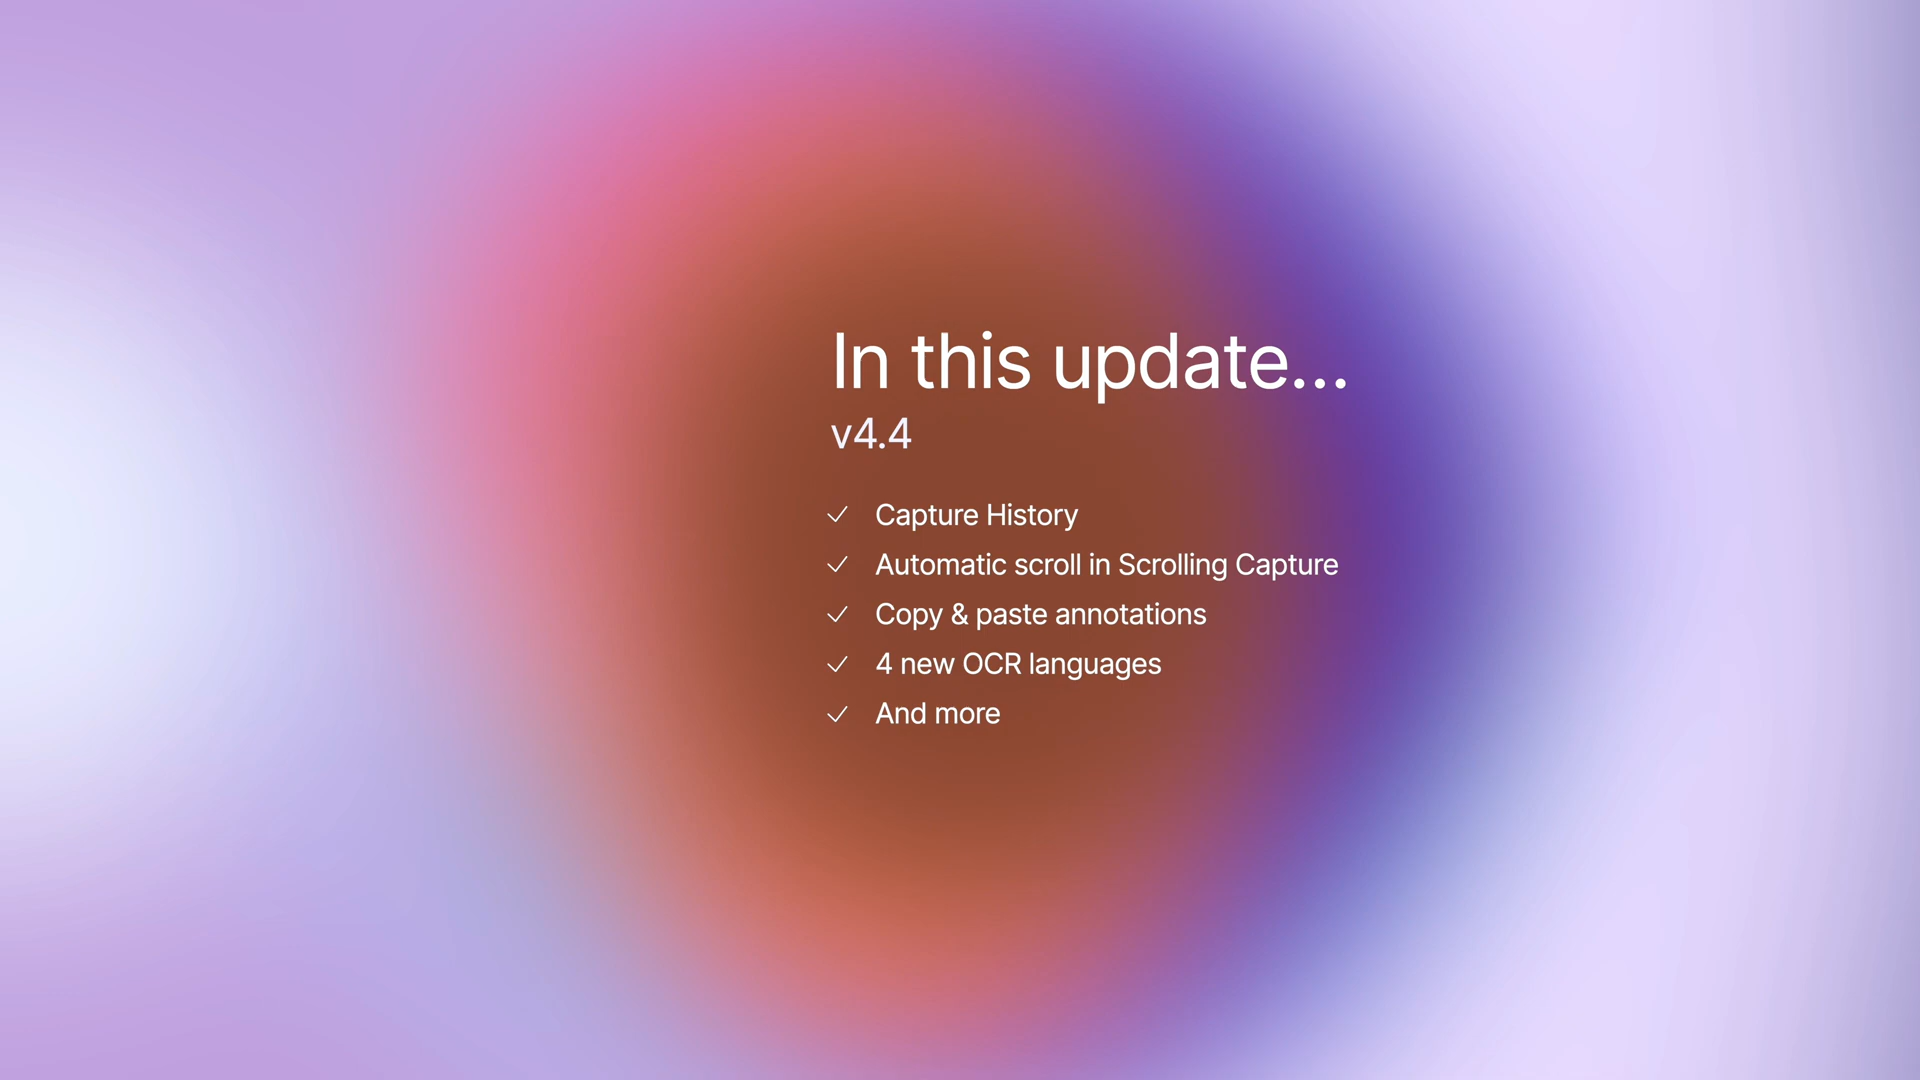 In this update...
v4.4
Capture History
Automatic scroll in Scrolling Capture
Copy & paste annotations
4 new OCR languages
And more